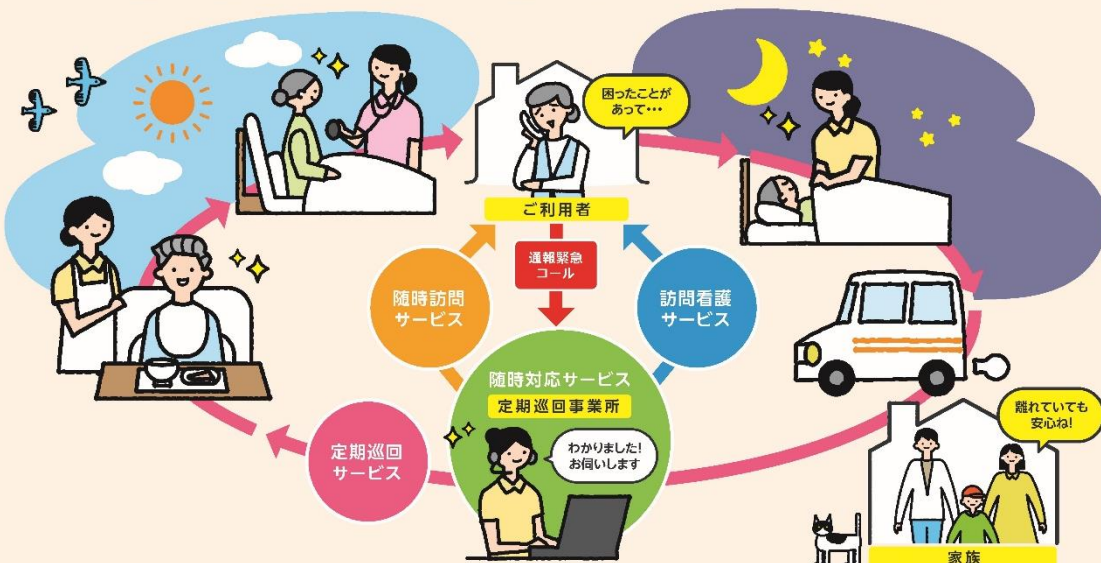 困ったことが
あって・・・
ご利用者
通報緊急
コール
随時訪問
サービス
訪問看護
サービス
随時対応サービス
定期巡回事業所
わかりました!
お伺いします
定期巡回
サービス
離れていても
安心ね!
家族